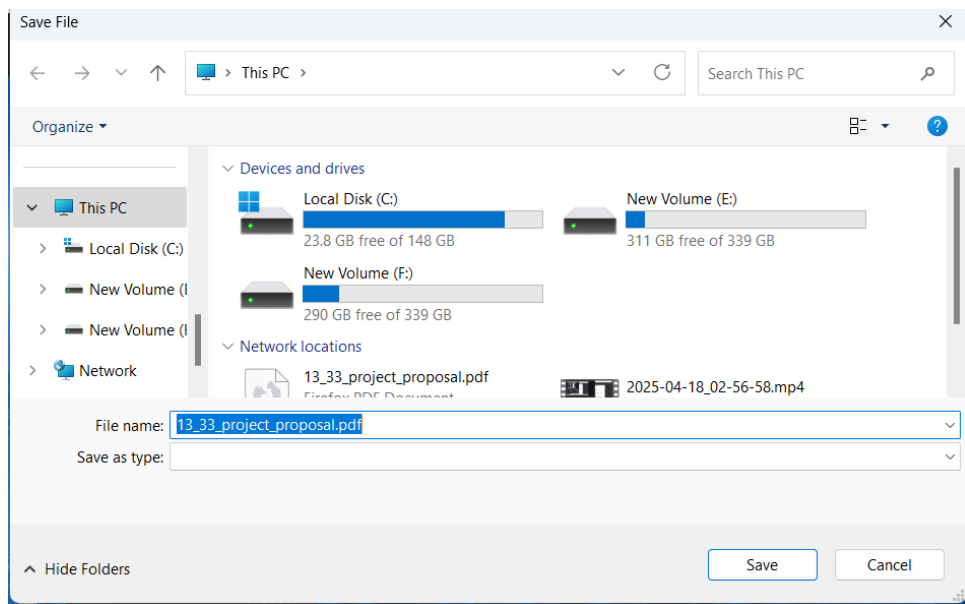 Save File
This PC
Search This PC
Organize
Devices and drives
This PC
Local Disk (C:)
23.8 GB free of 148 GB
New Volume (E:)
311 GB free of 339 GB
Local Disk (C:)
New Volume (
New Volume (F:)
290 GB free of 339 GB
New Volume (
Network locations
Network
13_33_project_proposal.pdf
Firefox PDF Document
2025-04-18_02-56-58.mp4
File name: 13_33_project_proposal.pdf
Save as type:
Hide Folders
Save
Cancel